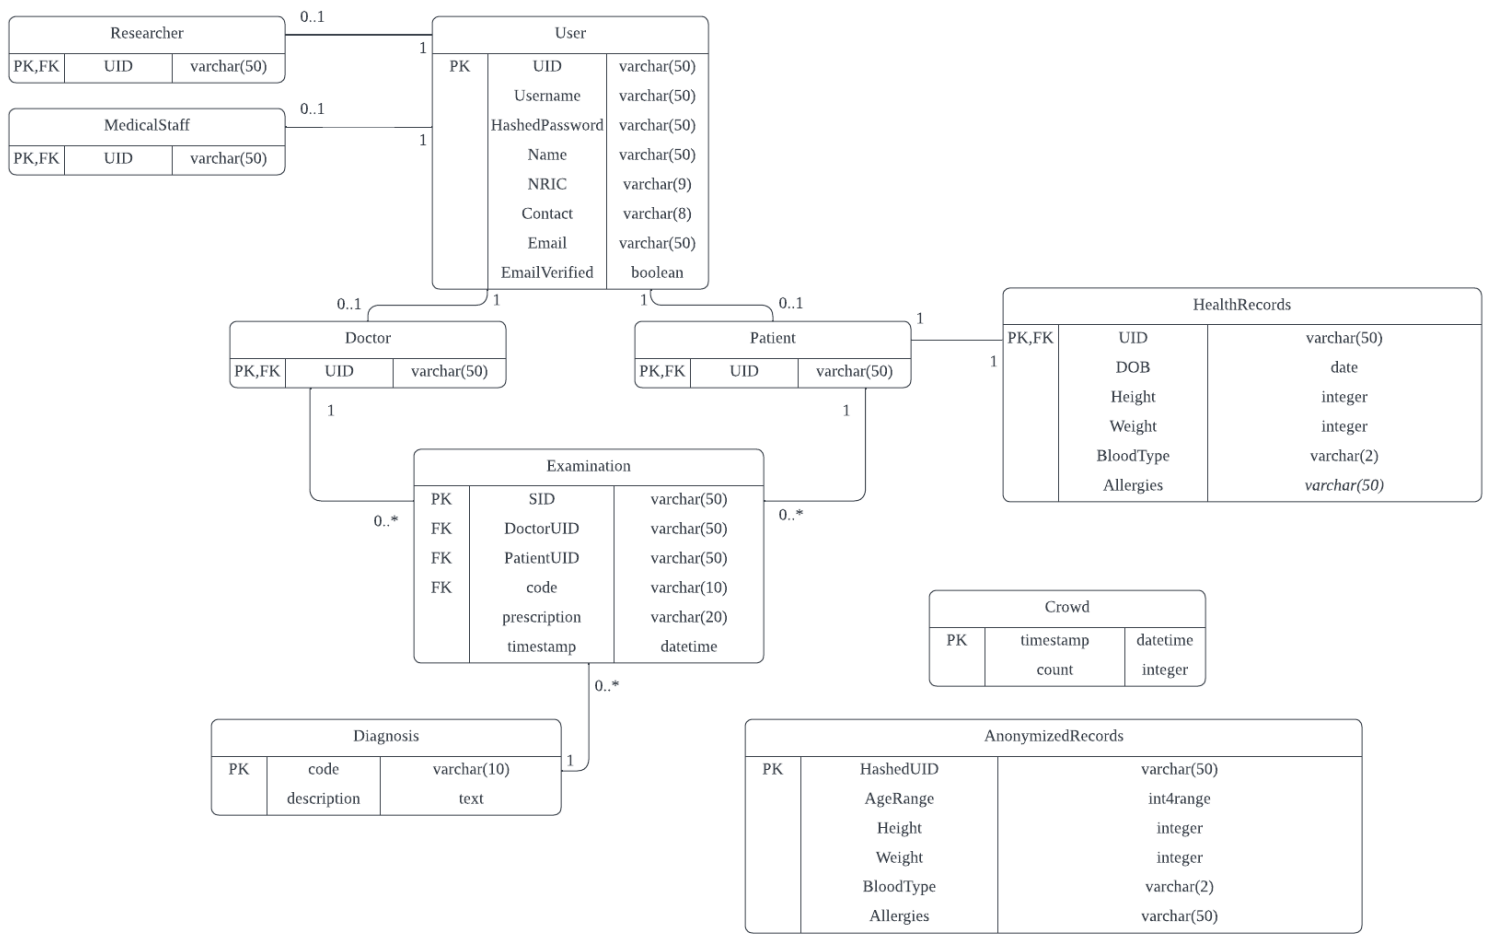 Researcher
PK,FK UID varchar(50)
0..1
1
MedicalStaff
PK,FK UID varchar(50)
0..1
1
User
PK UID varchar(50)
Username varchar(50)
HashedPassword varchar(50)
Name varchar(50)
NRIC varchar(9)
Contact varchar(8)
Email varchar(50)
EmailVerified boolean
0..1 1
1 0..1
Doctor
PK,FK UID varchar(50)
Patient
PK,FK UID varchar(50)
1
1
HealthRecords
PK,FK UID varchar(50)
DOB date
Height integer
Weight integer
BloodType varchar(2)
Allergies varchar(50)
1
1
0..*
0..*
Examination
PK SID varchar(50)
FK DoctorUID varchar(50)
FK PatientUID varchar(50)
FK code varchar(10)
prescription varchar(20)
timestamp datetime
0..*
1
Crowd
PK timestamp datetime
count integer
Diagnosis
PK code varchar(10)
description text
AnonymizedRecords
PK HashedUID varchar(50)
AgeRange int4range
Height integer
Weight integer
BloodType varchar(2)
Allergies varchar(50)